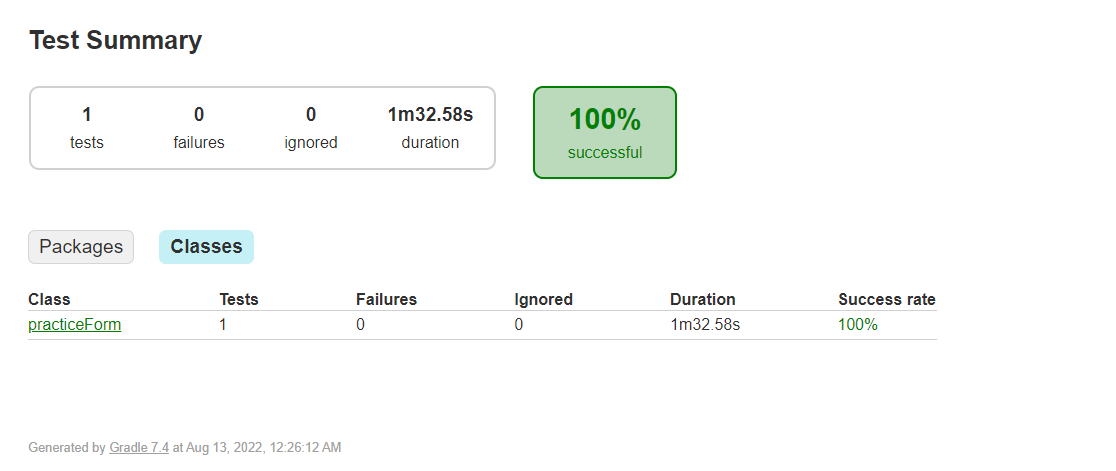 Test Summary
1 0 0 1m32.58s
tests failures ignored duration
100%
successful
Packages Classes
Class Tests Failures Ignored Duration Success rate
practiceForm 1 0 0 1m32.58s 100%
Generated by Gradle 7.4 at Aug 13, 2022, 12:26:12 AM